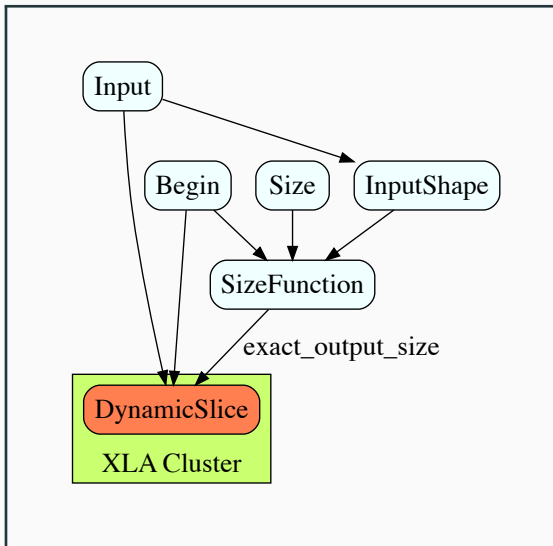 Input
Begin
Size
InputShape
SizeFunction
exact_output_size
DynamicSlice
XLA Cluster